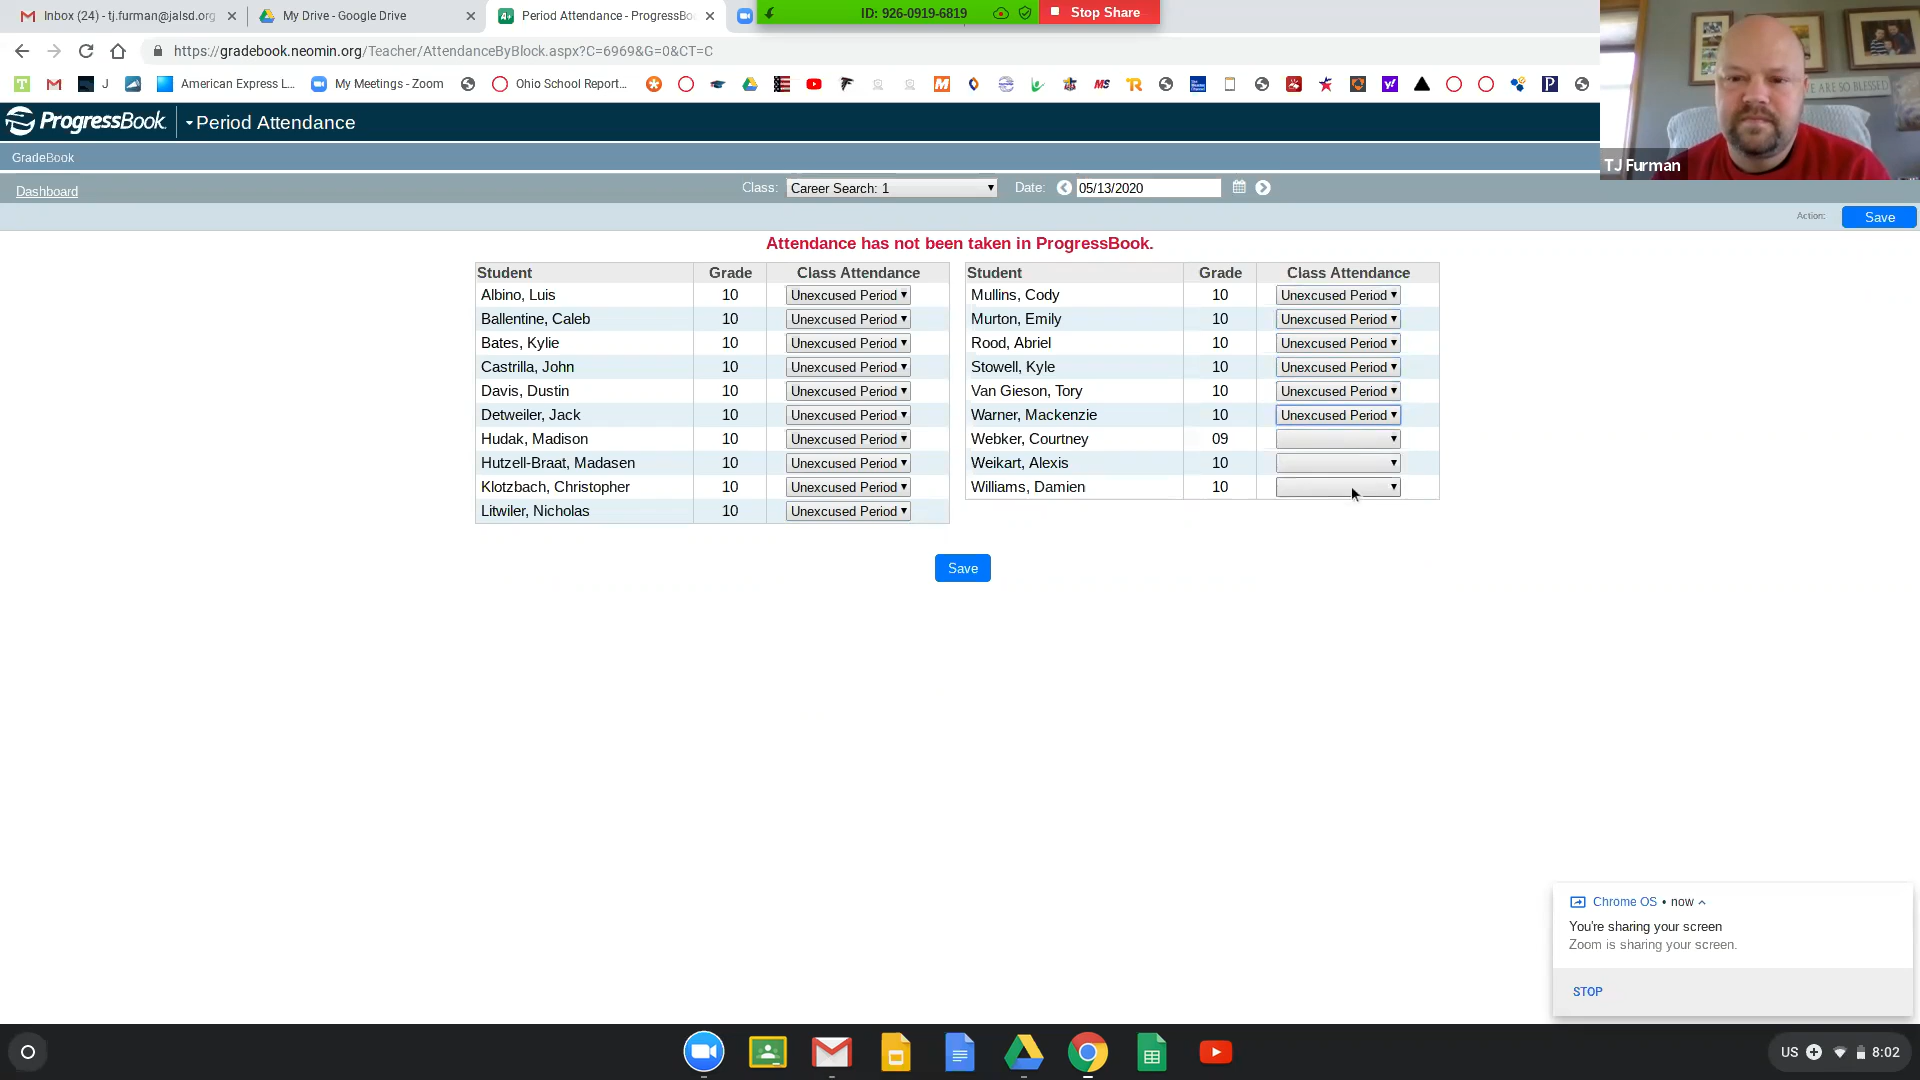 Inbox (24) - tj.furman@jalsd.org
My Drive - Google Drive
Period Attendance - ProgressBo
ID: 926-0919-6819
Stop Share
https://gradebook.neomin.org/Teacher/AttendanceByBlock.aspx?C=6969&G=0&CT=C
J
American Express L...
My Meetings - Zoom
Ohio School Report...
ARE SO BLESSED
TJ Furman
ProgressBook
Period Attendance
GradeBook
Dashboard
Class: Career Search: 1
Date: 05/13/2020
Action: Save
Attendance has not been taken in ProgressBook.
Student Grade Class Attendance
Albino, Luis 10 Unexcused Period
Ballentine, Caleb 10 Unexcused Period
Bates, Kylie 10 Unexcused Period
Castrilla, John 10 Unexcused Period
Davis, Dustin 10 Unexcused Period
Detweiler, Jack 10 Unexcused Period
Hudak, Madison 10 Unexcused Period
Hutzell-Braat, Madasen 10 Unexcused Period
Klotzbach, Christopher 10 Unexcused Period
Litwiler, Nicholas 10 Unexcused Period
Student Grade Class Attendance
Mullins, Cody 10 Unexcused Period
Murton, Emily 10 Unexcused Period
Rood, Abriel 10 Unexcused Period
Stowell, Kyle 10 Unexcused Period
Van Gieson, Tory 10 Unexcused Period
Warner, Mackenzie 10 Unexcused Period
Webker, Courtney 09
Weikart, Alexis 10
Williams, Damien 10
Save
Chrome OS • now
You're sharing your screen
Zoom is sharing your screen.
STOP
US
8:02